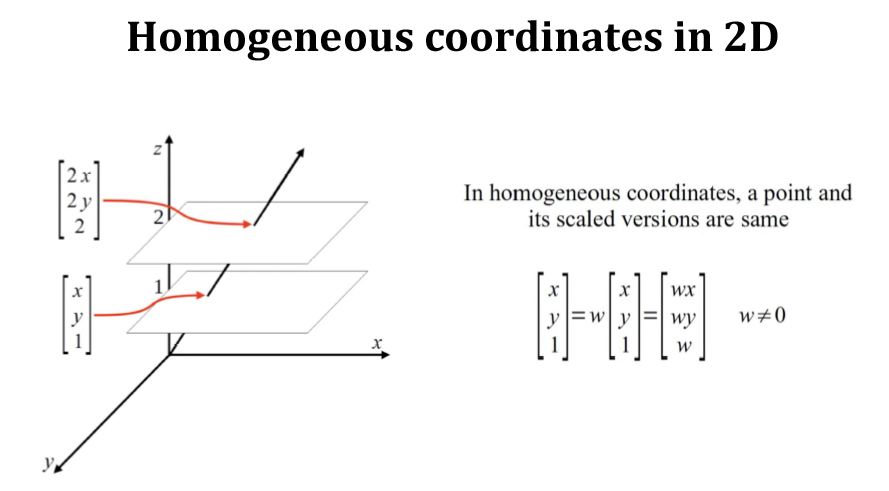 Homogeneous coordinates in 2D
z
[2x
2y
2]
2
In homogeneous coordinates, a point and
its scaled versions are same
1
[x
y
1]
[x y 1] = w [x y 1] = [wx wy w] w≠0
x
y